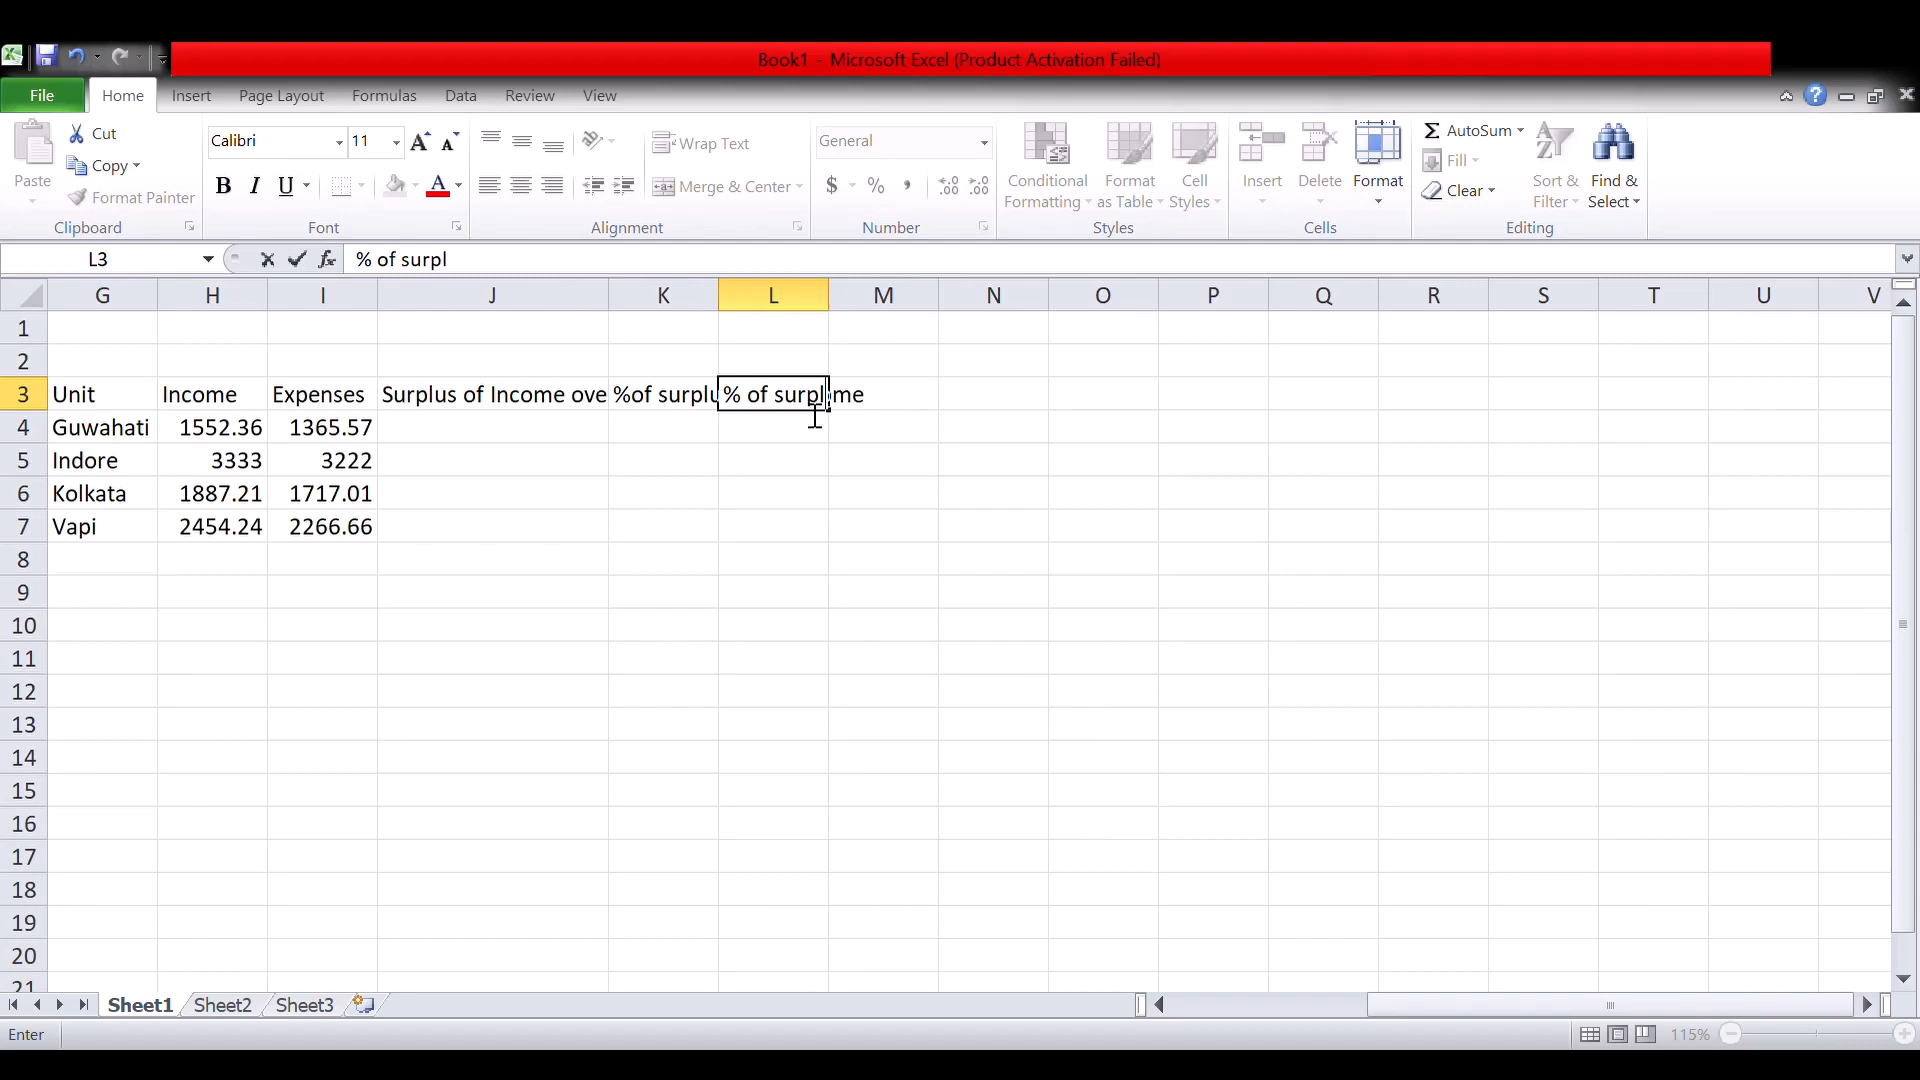 Book1 - Microsoft Excel (Product Activation Failed)
File Home Insert Page Layout Formulas Data Review View
Paste
Cut
Copy
Format Painter
Clipboard
Calibri 11
B I U
Font
Wrap Text
Merge & Center
Alignment
General
$ % ,
Number
Conditional Formatting
Format as Table
Cell Styles
Styles
Insert
Delete
Format
Cells
AutoSum
Fill
Clear
Sort & Filter
Find & Select
Editing
L3 fx % of surpl
G H I J K L M N O P Q R S T U V
1
2
3 Unit Income Expenses Surplus of Income ove %of surplu % of surpl me
4 Guwahati 1552.36 1365.57
5 Indore 3333 3222
6 Kolkata 1887.21 1717.01
7 Vapi 2454.24 2266.66
8
9
10
11
12
13
14
15
16
17
18
19
20
21
Sheet1 Sheet2 Sheet3
Enter 115%